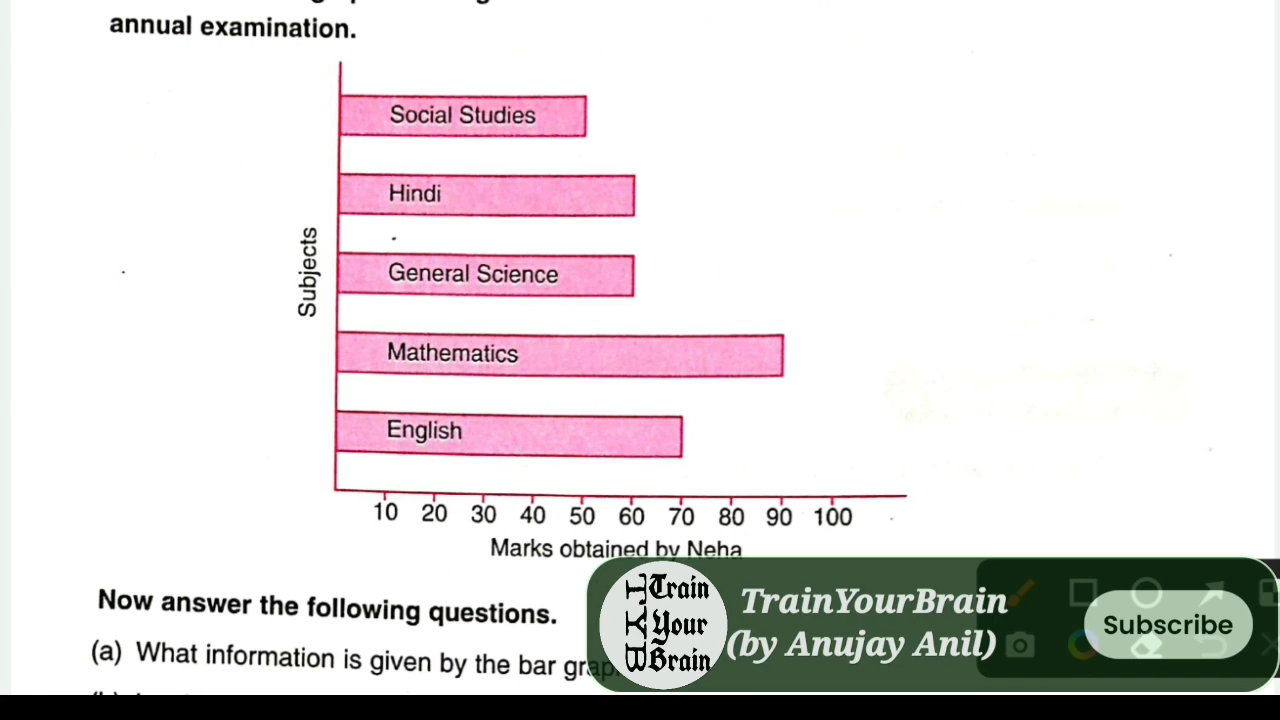 annual examination.
Social Studies
Hindi
General Science
Mathematics
English
Subjects
10 20 30 40 50 60 70 80 90 100
Marks obtained by Neha
Now answer the following questions.
(a) What information is given by the bar
Train
Your
Brain
TrainYourBrain
(by Anujay Anil)
Subscribe